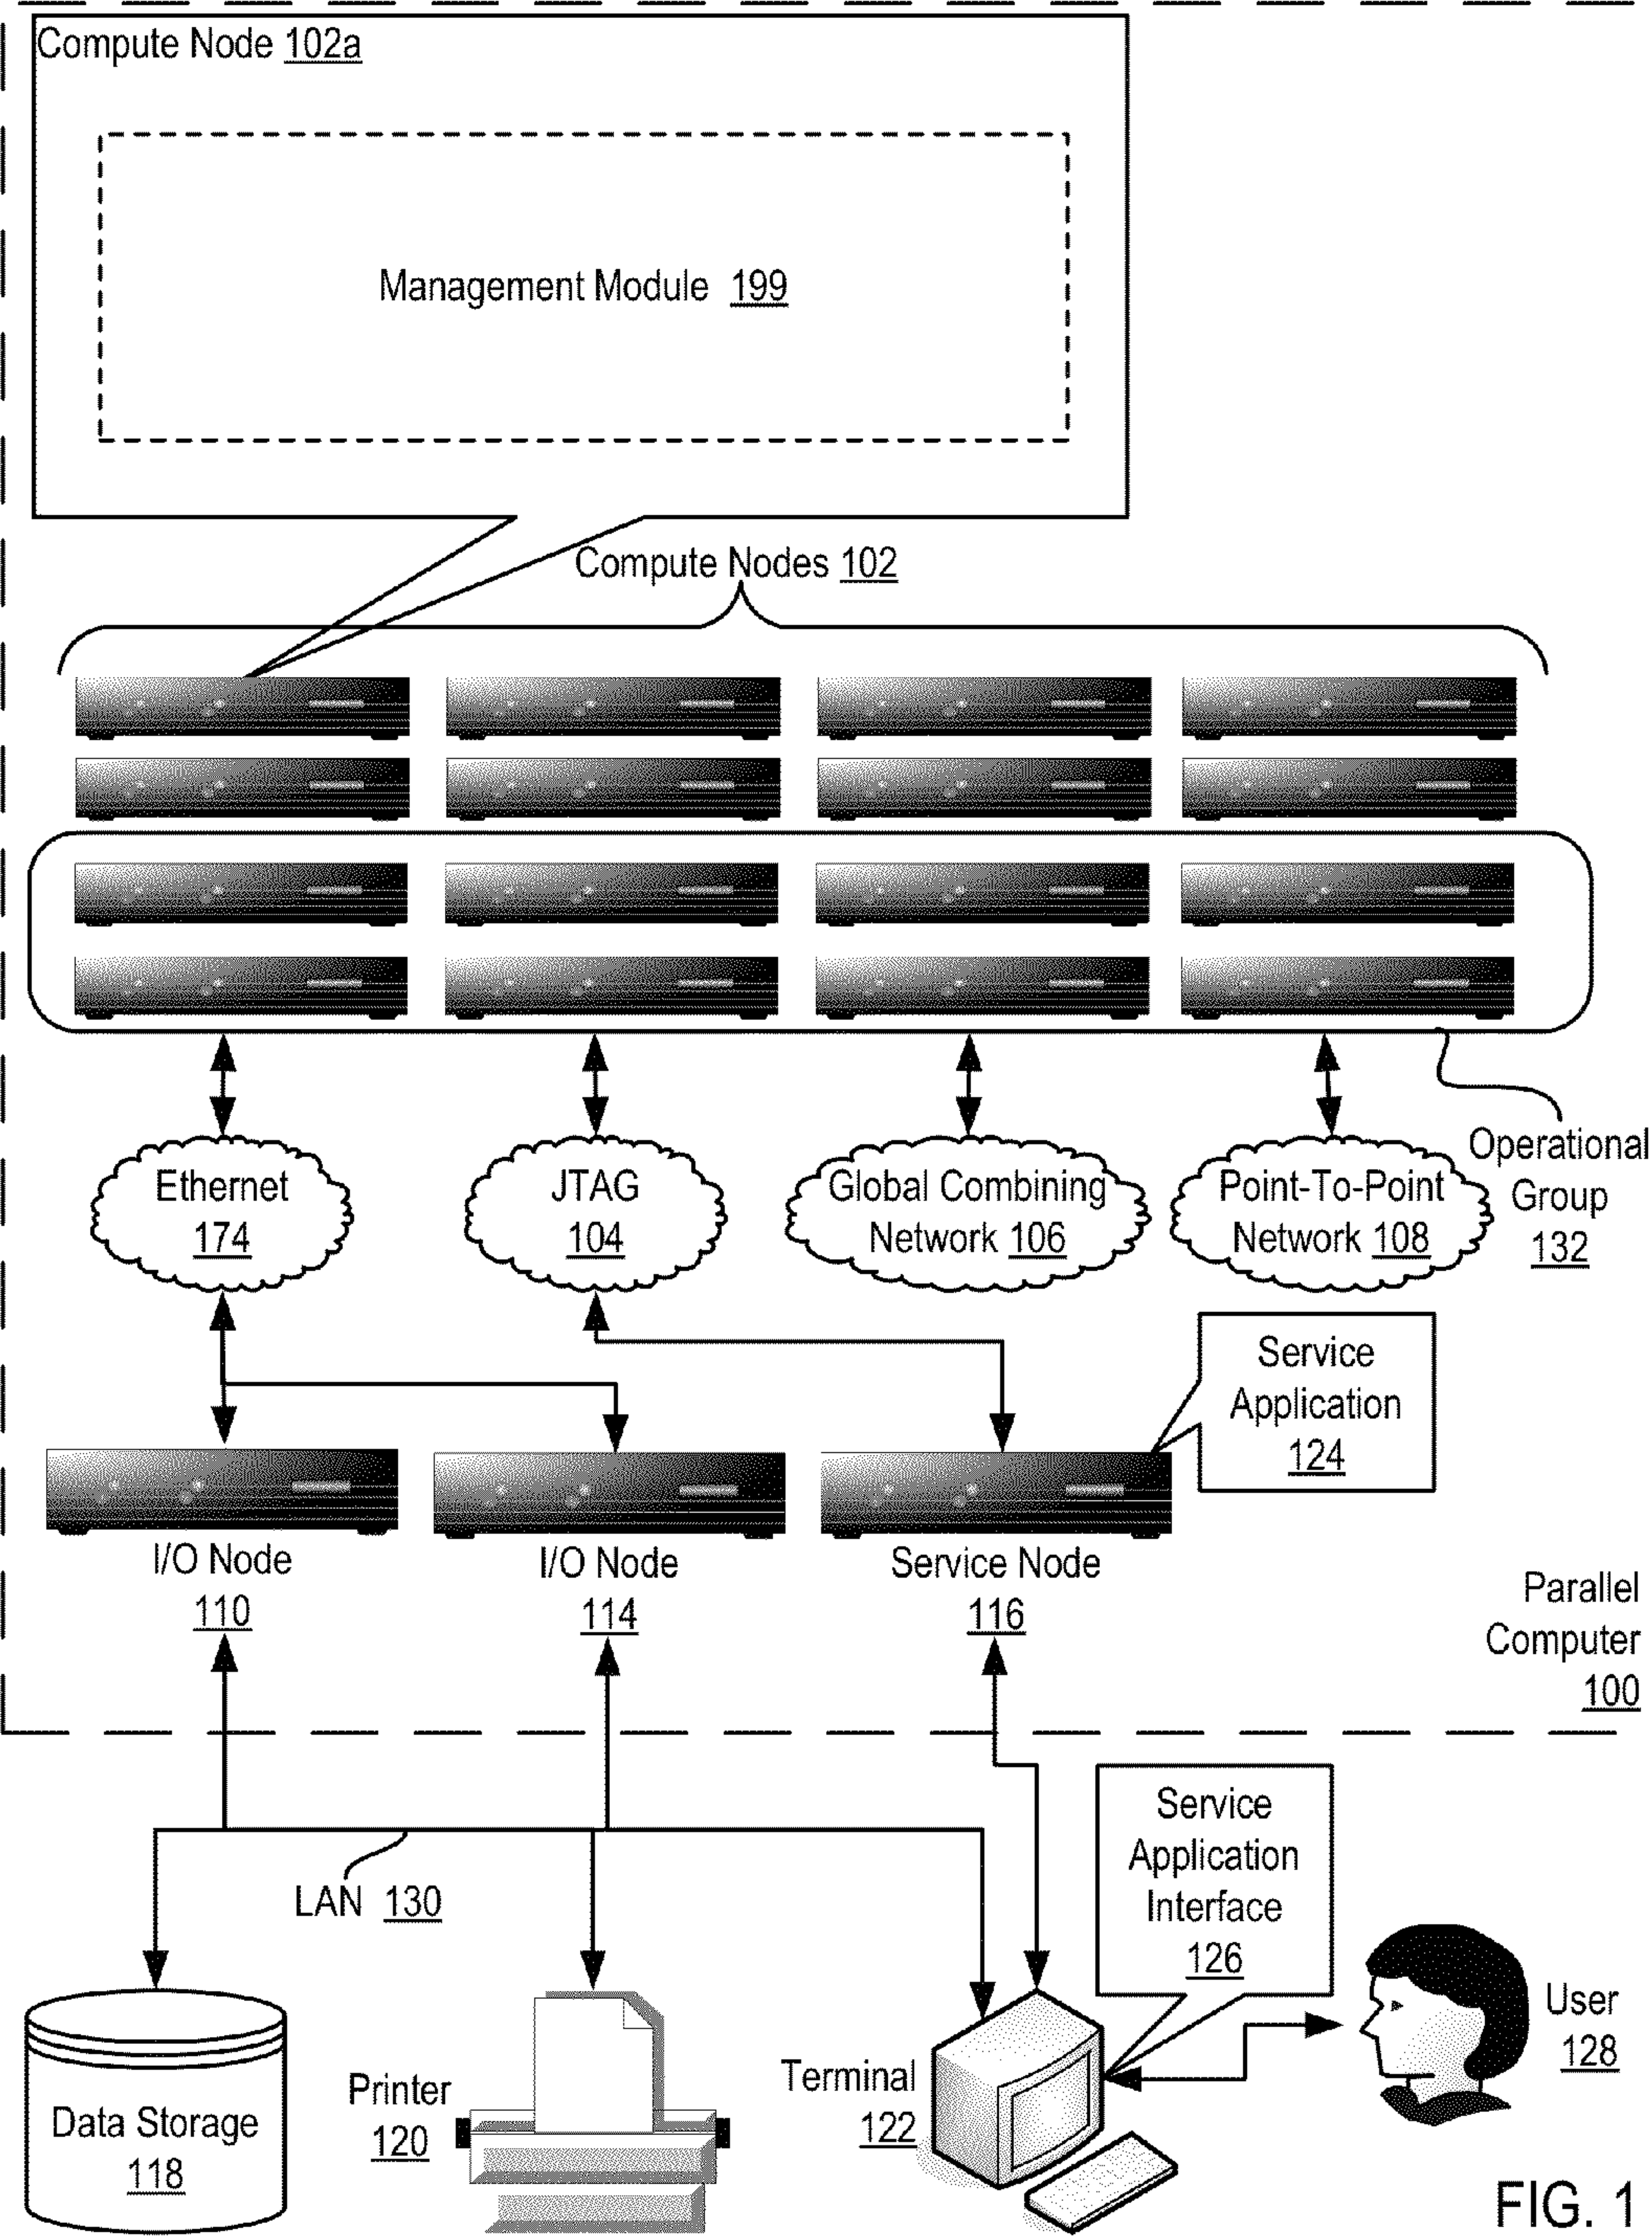 Compute Node 102a
Management Module 199
Compute Nodes 102
Ethernet
174
JTAG
104
Global Combining
Network 106
Point-To-Point
Network 108
Operational
Group
132
Service
Application
124
I/O Node
110
I/O Node
114
Service Node
116
Parallel
Computer
100
Service
Application
Interface
126
LAN 130
User
128
Data Storage
118
Printer
120
Terminal
122
FIG. 1